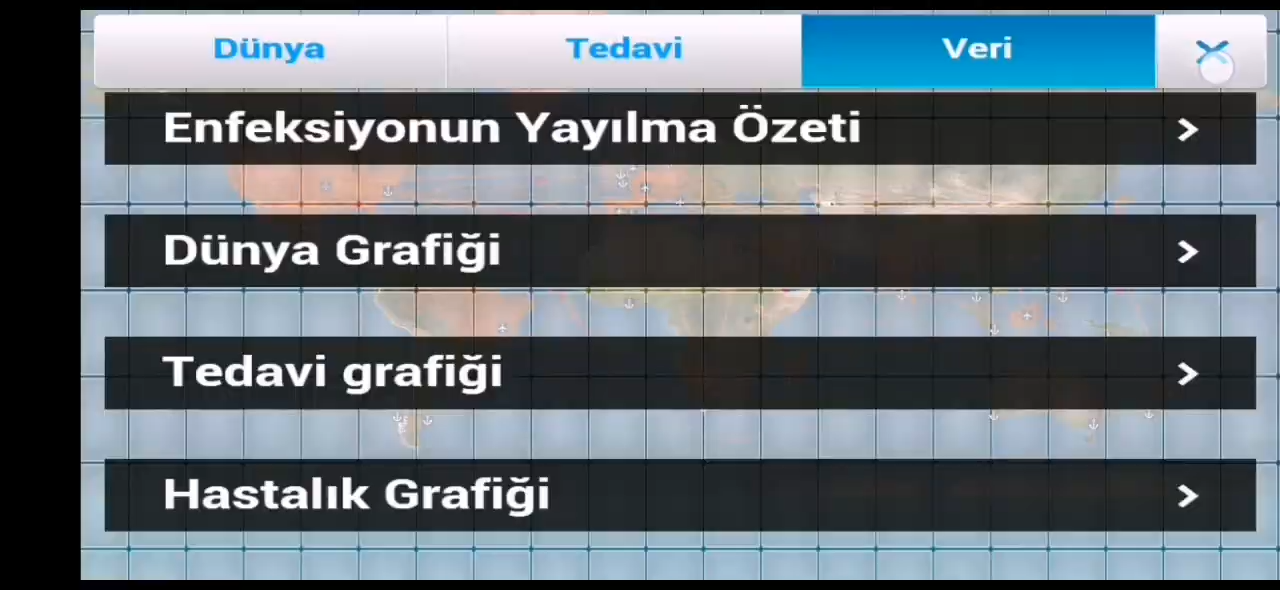 Dünya
Tedavi
Veri
Enfeksiyonun Yayılma Özeti
Dünya Grafiği
Tedavi grafiği
Hastalık Grafiği